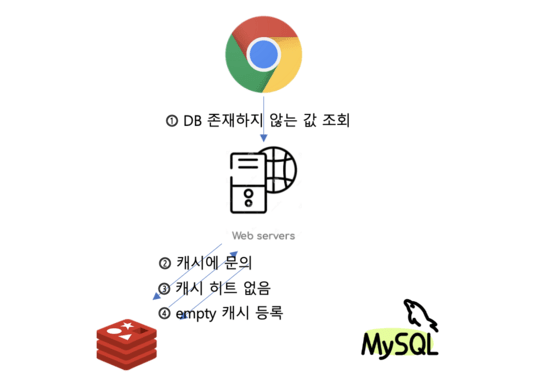 ① DB 존재하지 않는 값 조회
Web servers
② 캐시에 문의
③ 캐시 히트 없음
④ empty 캐시 등록
MySQL